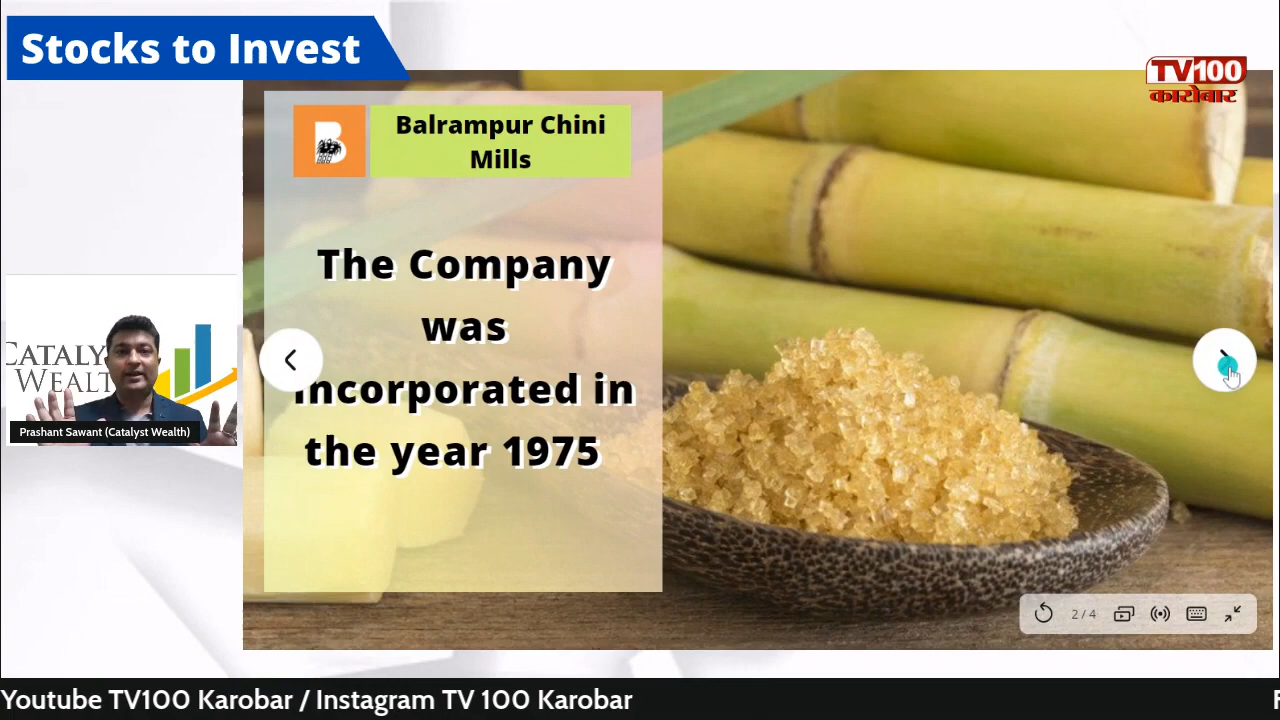 Stocks to Invest
TV100
कारोबार
B
Balrampur Chini
Mills
The Company
was
incorporated in
the year 1975
CATALY
WEALT
Prashant Sawant (Catalyst Wealth)
2 / 4
Youtube TV100 Karobar / Instagram TV 100 Karobar